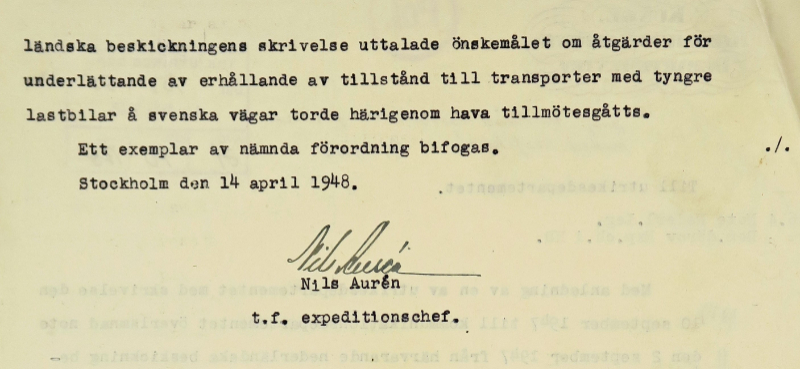 ländska beskickningens skrivelse uttalade önskemålet om åtgärder för
underlättande av erhållande av tillstånd till transporter med tyngre
lastbilar å svenska vägar torde härigenom hava tillmötesgåtts.
Ett exemplar av nämnda förordning bifogas. ./.
Stockholm den 14 april 1948.
Nils Aurén
Nils Aurén
t.f. expeditionschef.